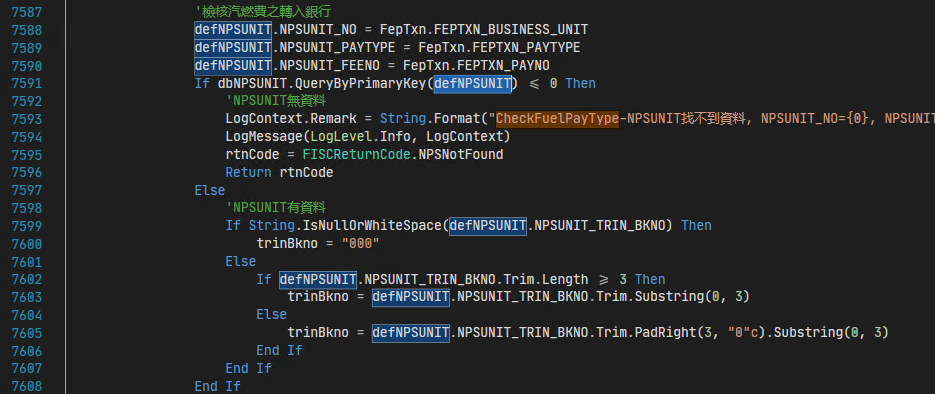 7587 '檢核汽燃費之轉入銀行
7588 defNPSUNIT.NPSUNIT_NO = FepTxn.FEPTXN_BUSINESS_UNIT
7589 defNPSUNIT.NPSUNIT_PAYTYPE = FepTxn.FEPTXN_PAYTYPE
7590 defNPSUNIT.NPSUNIT_FEENO = FepTxn.FEPTXN_PAYNO
7591 If dbNPSUNIT.QueryByPrimaryKey(defNPSUNIT) <= 0 Then
7592 'NPSUNIT無資料
7593 LogContext.Remark = String.Format("CheckFuelPayType-NPSUNIT找不到資料, NPSUNIT_NO={0}, NPSUNIT
7594 LogMessage(LogLevel.Info, LogContext)
7595 rtnCode = FISCReturnCode.NPSNotFound
7596 Return rtnCode
7597 Else
7598 'NPSUNIT有資料
7599 If String.IsNullOrWhiteSpace(defNPSUNIT.NPSUNIT_TRIN_BKNO) Then
7600 trinBkno = "000"
7601 Else
7602 If defNPSUNIT.NPSUNIT_TRIN_BKNO.Trim.Length >= 3 Then
7603 trinBkno = defNPSUNIT.NPSUNIT_TRIN_BKNO.Trim.Substring(0, 3)
7604 Else
7605 trinBkno = defNPSUNIT.NPSUNIT_TRIN_BKNO.Trim.PadRight(3, "0"c).Substring(0, 3)
7606 End If
7607 End If
7608 End If